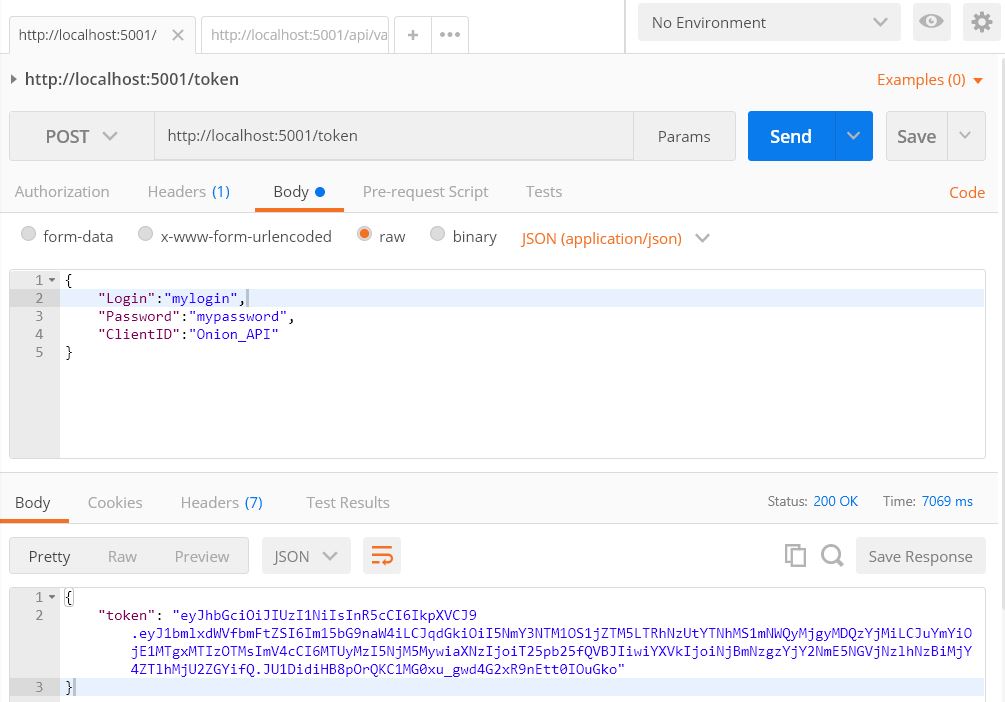 http://localhost:5001/
http://localhost:5001/api/va
No Environment
http://localhost:5001/token
Examples (0)
POST
http://localhost:5001/token
Params
Send
Save
Authorization
Headers (1)
Body
Pre-request Script
Tests
Code
form-data
x-www-form-urlencoded
raw
binary
JSON (application/json)
1 {
2 "Login":"mylogin",
3 "Password":"mypassword",
4 "ClientID":"Onion_API"
5 }
Body
Cookies
Headers (7)
Test Results
Status: 200 OK
Time: 7069 ms
Pretty
Raw
Preview
JSON
Save Response
1 {
2 "token": "eyJhbGciOiJIUzI1NiIsInR5cCI6IkpXVCJ9
.eyJ1bmlxdWVfbmFtZSI6Im15bG9naW4iLCJqdGkiOiI5NmY3NTM1OS1jZTM5LTRhNzUtYTNhMS1mNWQyMjgyMDQzYjMiLCJuYmYiO
jE1MTgxMTIzOTMsImV4cCI6MTUyMzI5NjM5MywiaXNzIjoiT25pb25fQVBJIiwiYXVkIjoiNjBmNzgzYjY2NmE5NGVjNzlhNzBiMjY
4ZTlhMjU2ZGYifQ.JU1DidiHB8pOrQKC1MG0xu_gwd4G2xR9nEtt0IOuGko"
3 }